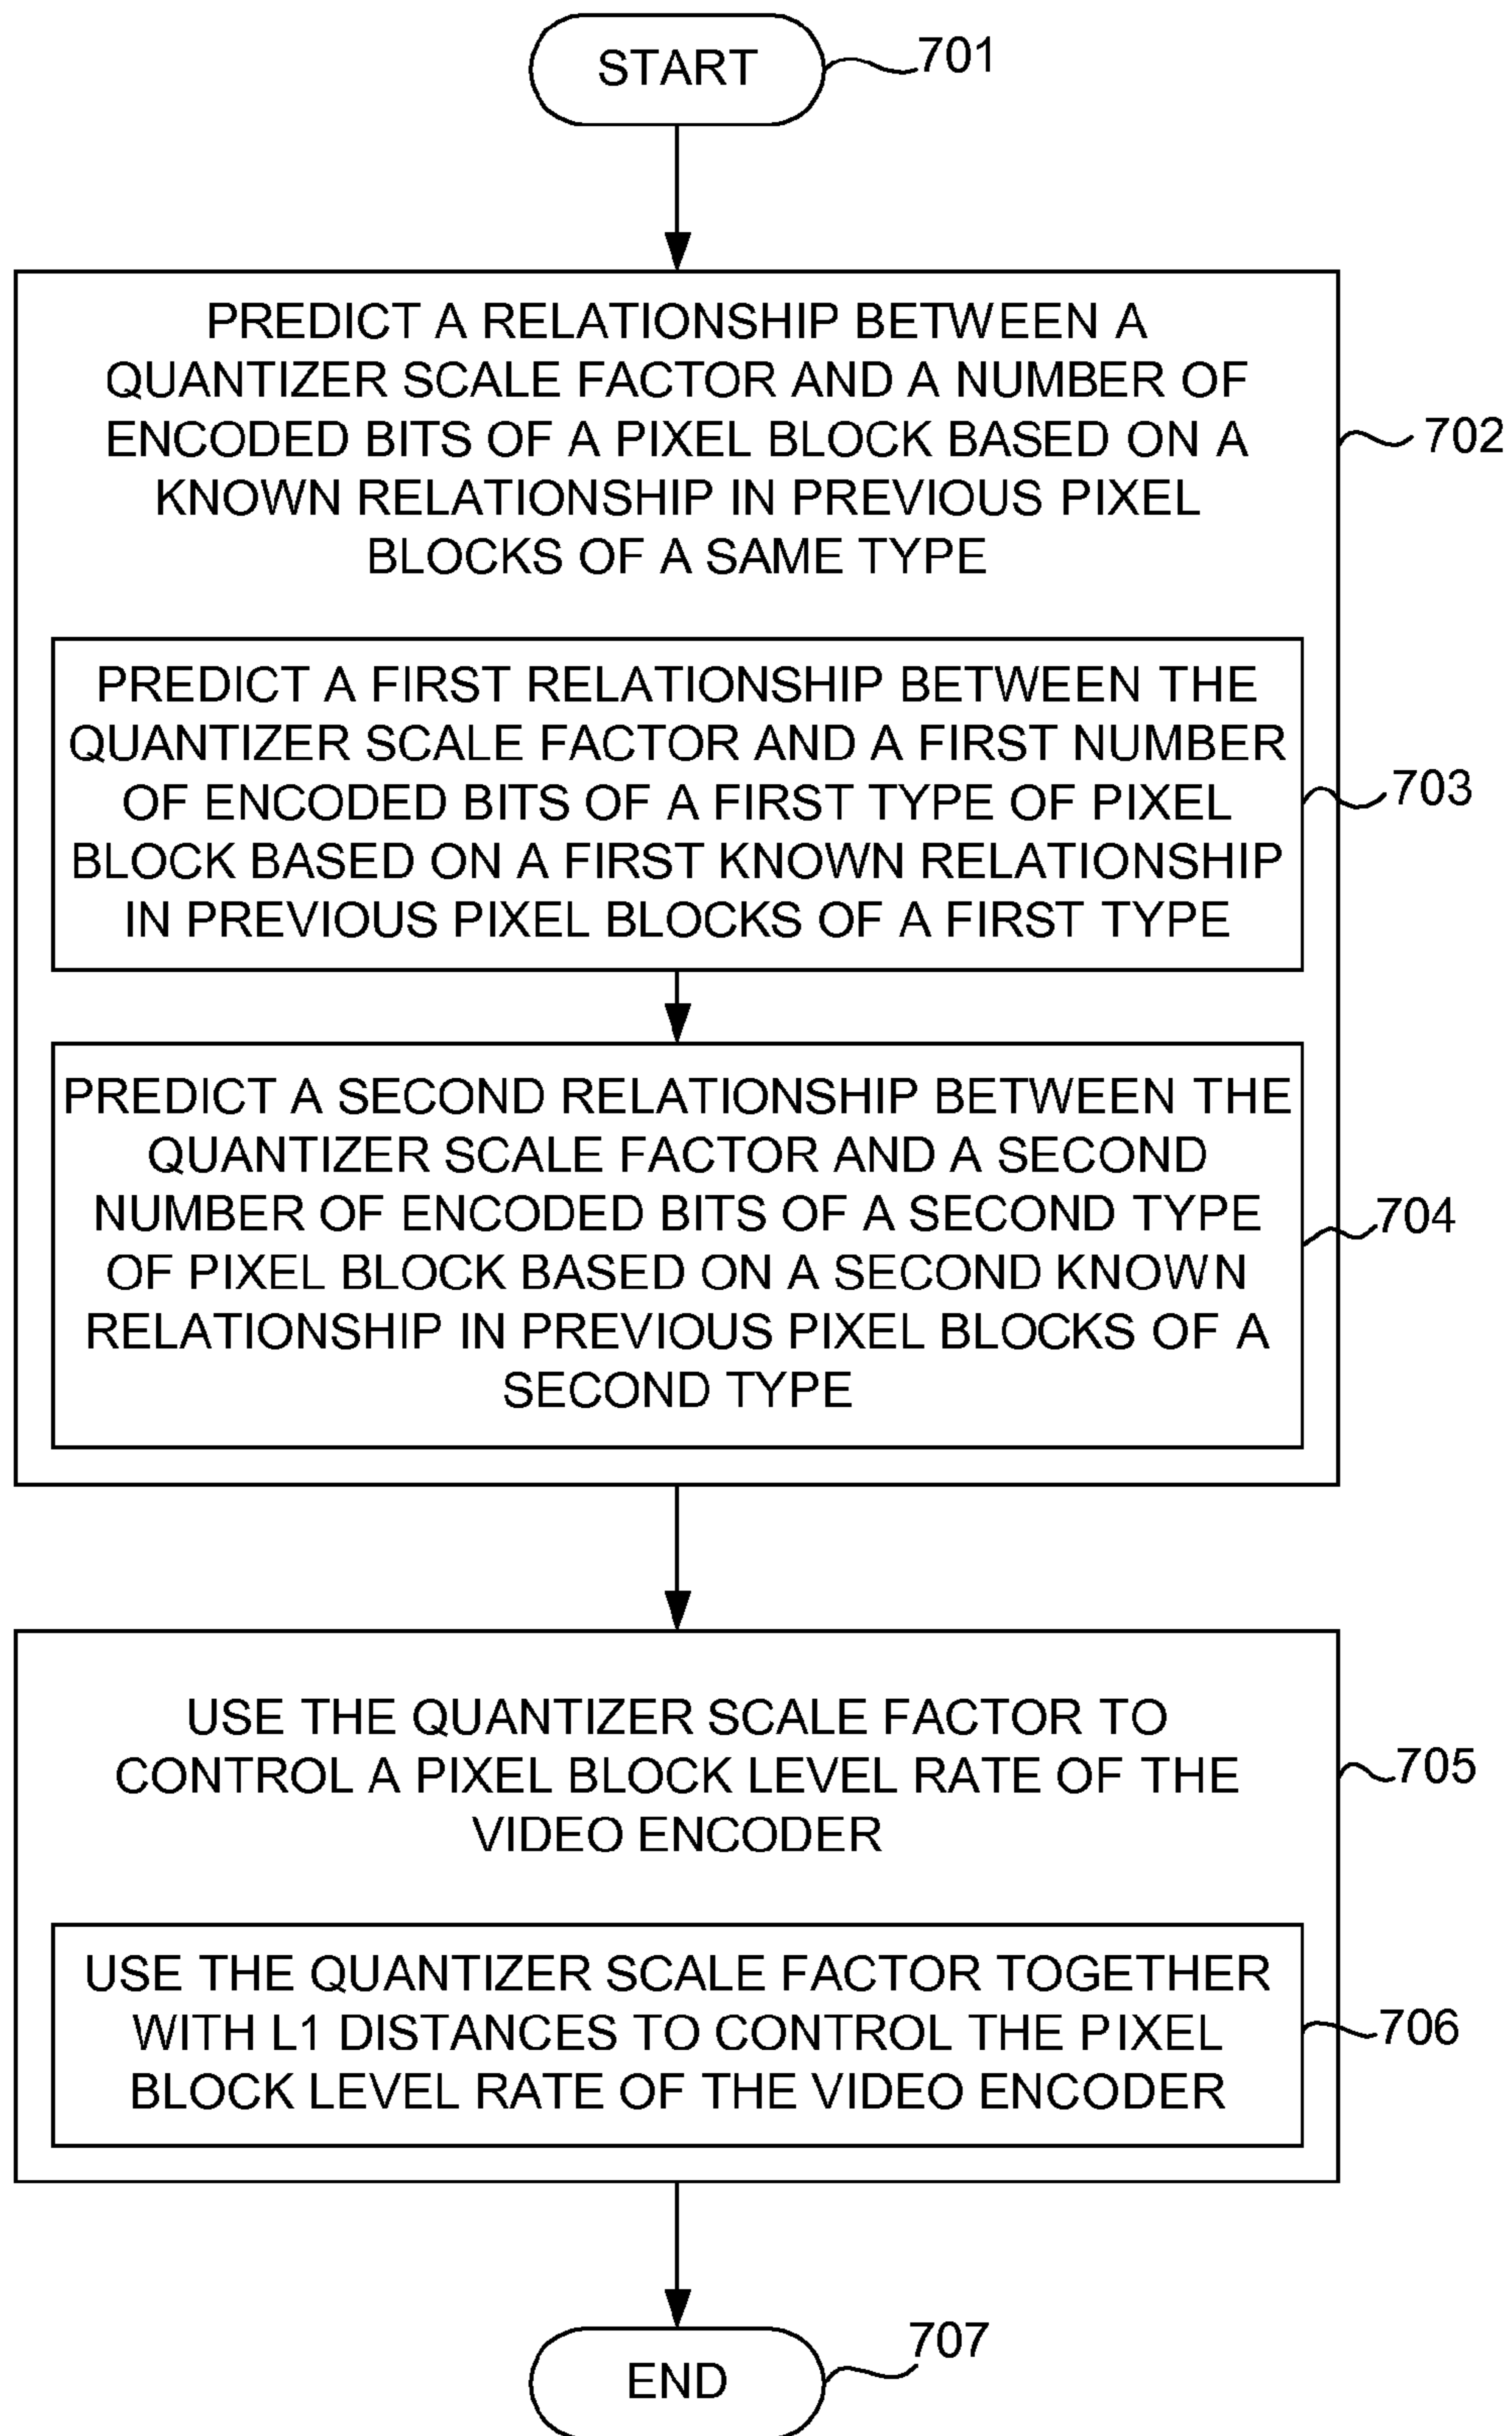 START
701
PREDICT A RELATIONSHIP BETWEEN A
QUANTIZER SCALE FACTOR AND A NUMBER OF
ENCODED BITS OF A PIXEL BLOCK BASED ON A
KNOWN RELATIONSHIP IN PREVIOUS PIXEL
BLOCKS OF A SAME TYPE
702
PREDICT A FIRST RELATIONSHIP BETWEEN THE
QUANTIZER SCALE FACTOR AND A FIRST NUMBER
OF ENCODED BITS OF A FIRST TYPE OF PIXEL
BLOCK BASED ON A FIRST KNOWN RELATIONSHIP
IN PREVIOUS PIXEL BLOCKS OF A FIRST TYPE
703
PREDICT A SECOND RELATIONSHIP BETWEEN THE
QUANTIZER SCALE FACTOR AND A SECOND
NUMBER OF ENCODED BITS OF A SECOND TYPE
OF PIXEL BLOCK BASED ON A SECOND KNOWN
RELATIONSHIP IN PREVIOUS PIXEL BLOCKS OF A
SECOND TYPE
704
USE THE QUANTIZER SCALE FACTOR TO
CONTROL A PIXEL BLOCK LEVEL RATE OF THE
VIDEO ENCODER
705
USE THE QUANTIZER SCALE FACTOR TOGETHER
WITH L1 DISTANCES TO CONTROL THE PIXEL
BLOCK LEVEL RATE OF THE VIDEO ENCODER
706
END
707